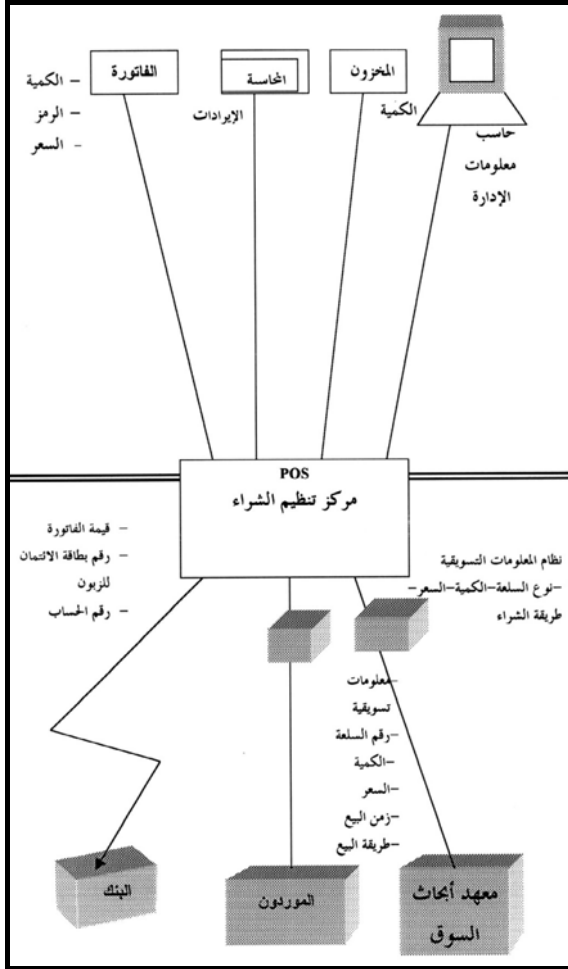 الفاتورة
– الكمية
– الرمز
- السعر
المحاسبة
الإيرادات
المخزون
الكمية
حاسب
معلومات
الإدارة
POS
مركز تنظيم الشراء
– قيمة الفاتورة
– رقم بطاقة الائتمان
للزبون
– رقم الحساب
نظام المعلومات التسويقية
–نوع السلعة–الكمية–السعر–
طريقة الشراء
–معلومات
تسويقية
–رقم السلعة
–الكمية
–السعر
–زمن البيع
–طريقة البيع
البنك
الموردون
معهد أبحاث
السوق